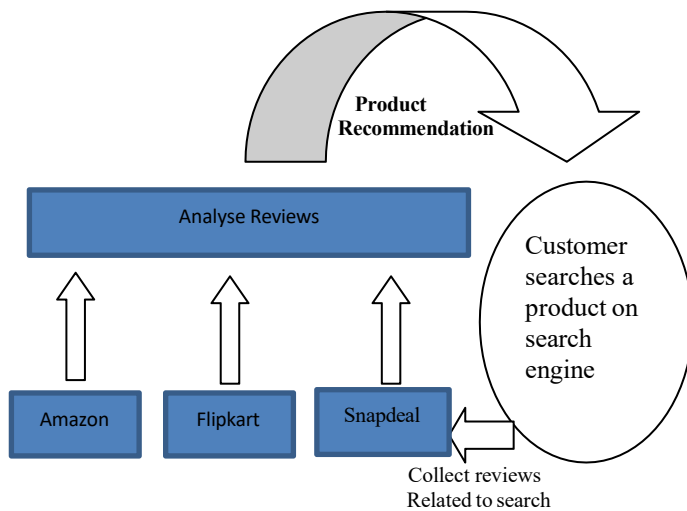 Product
Recommendation
Analyse Reviews
Customer
searches a
product on
search
engine
Amazon
Flipkart
Snapdeal
Collect reviews
Related to search